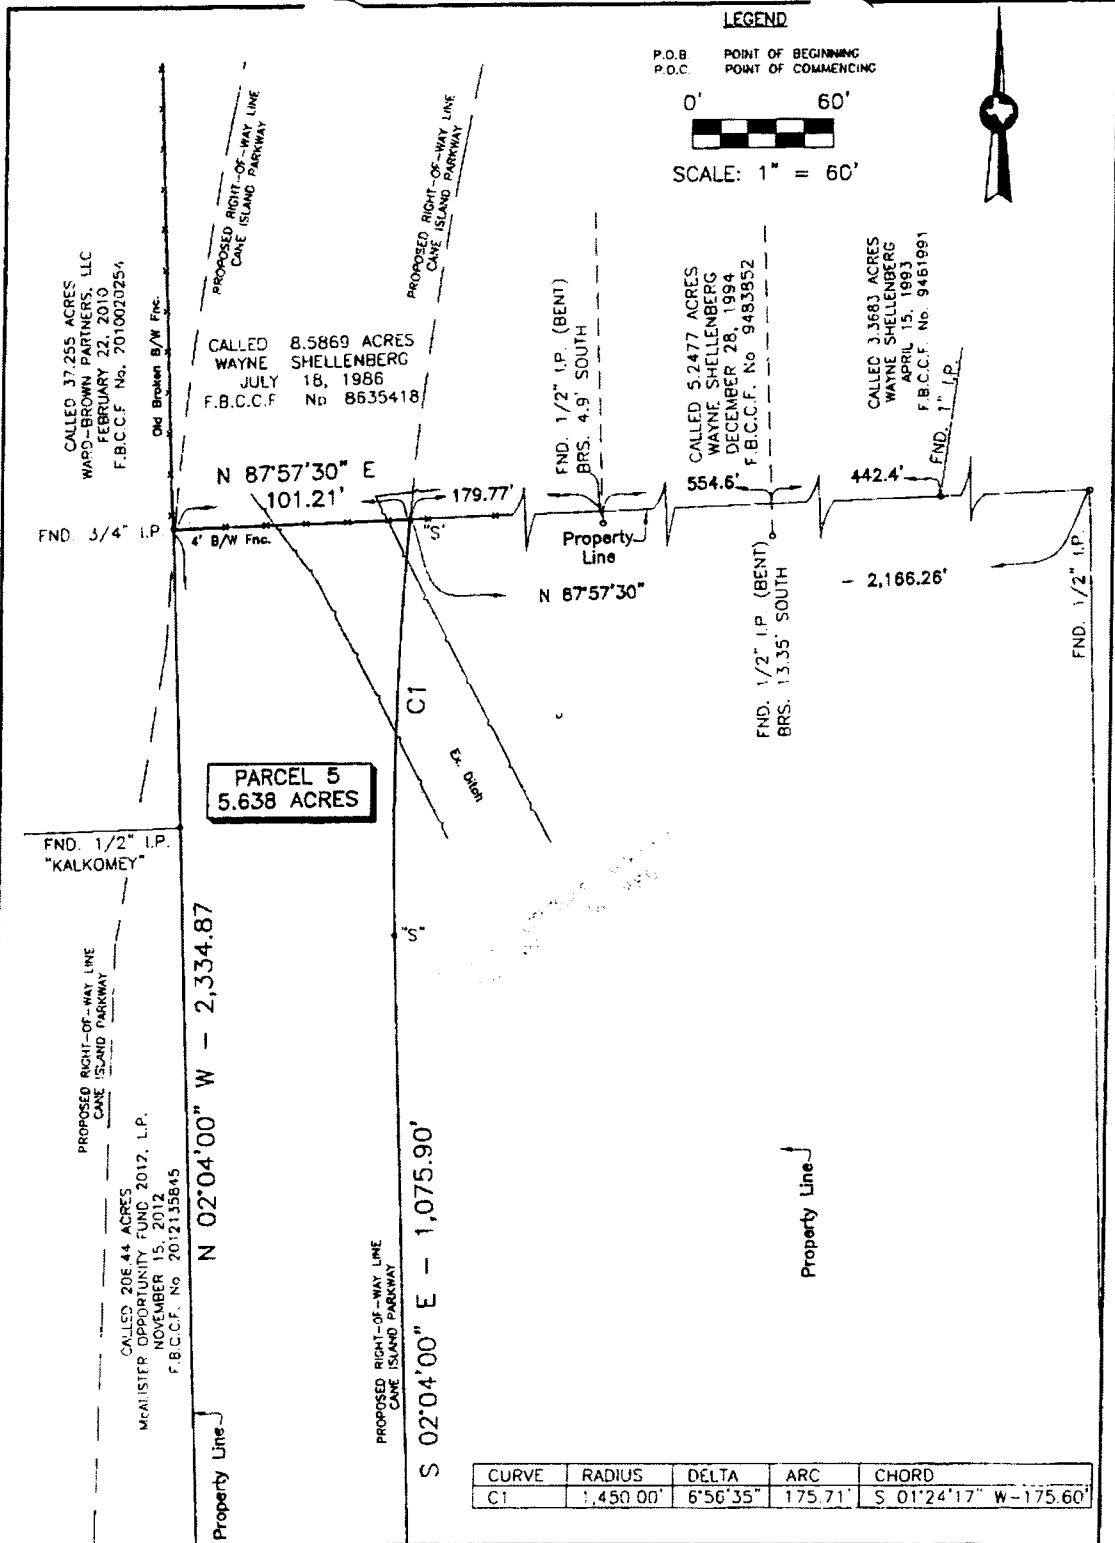 LEGEND
P.O.B. POINT OF BEGINNING
P.O.C. POINT OF COMMENCING
0' 60'
SCALE: 1" = 60'
PROPOSED RIGHT-OF-WAY LINE
CANE ISLAND PARKWAY
PROPOSED RIGHT-OF-WAY LINE
CANE ISLAND PARKWAY
CALLED 37.255 ACRES
WARD-BROWN PARTNERS, LLC
FEBRUARY 22, 2010
F.B.C.C.F. No. 2010020254
Old Broken B/W Fnc.
CALLED 8.5869 ACRES
WAYNE SHELLENBERG
JULY 18, 1986
F.B.C.C.F No 8635418
FND. 1/2" I.P. (BENT)
BRS. 4.9' SOUTH
CALLED 5.2477 ACRES
WAYNE SHELLENBERG
DECEMBER 28, 1994
F.B.C.C.F. No 9483852
CALLED 3.3683 ACRES
WAYNE SHELLENBERG
APRIL 15, 1993
F.B.C.C.F. No. 9461991
FND. 1" I.P.
N 87°57'30" E
101.21'
179.77'
554.6'
442.4'
FND. 3/4" I.P.
4' B/W Fnc.
"S"
Property
Line
N 87°57'30"
- 2,166.26'
FND. 1/2" I.P. (BENT)
BRS. 13.35' SOUTH
FND. 1/2" I.P.
C1
Ex. Ditch
PARCEL 5
5.638 ACRES
FND. 1/2" I.P.
"KALKOMEY"
"S"
PROPOSED RIGHT-OF-WAY LINE
CANE ISLAND PARKWAY
N 02°04'00" W - 2,334.87
CALLED 206.44 ACRES
McALISTER OPPORTUNITY FUND 2012, L.P.
NOVEMBER 15, 2012
F.B.C.C.F. No 2012135845
PROPOSED RIGHT-OF-WAY LINE
CANE ISLAND PARKWAY
S 02°04'00" E - 1,075.90'
Property Line
Property Line
CURVE RADIUS DELTA ARC CHORD
C1 1,450.00' 6°56'35" 175.71' S 01°24'17" W-175.60'